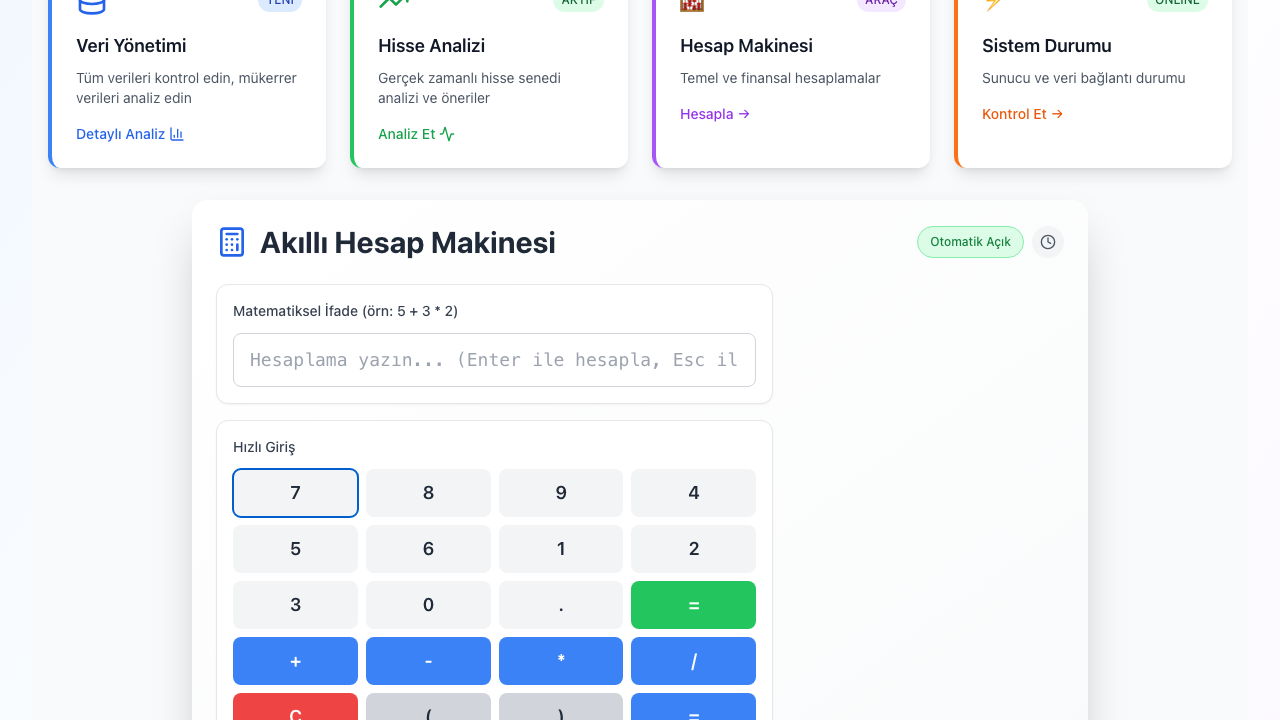 YENİ
Veri Yönetimi
Tüm verileri kontrol edin, mükerrer
verileri analiz edin
Detaylı Analiz
AKTİF
Hisse Analizi
Gerçek zamanlı hisse senedi
analizi ve öneriler
Analiz Et
ARAÇ
Hesap Makinesi
Temel ve finansal hesaplamalar
Hesapla →
ONLINE
Sistem Durumu
Sunucu ve veri bağlantı durumu
Kontrol Et →
Akıllı Hesap Makinesi
Otomatik Açık
Matematiksel İfade (örn: 5 + 3 * 2)
Hesaplama yazın... (Enter ile hesapla, Esc il
Hızlı Giriş
7 8 9 4
5 6 1 2
3 0 . =
+ - * /
C ( ) =